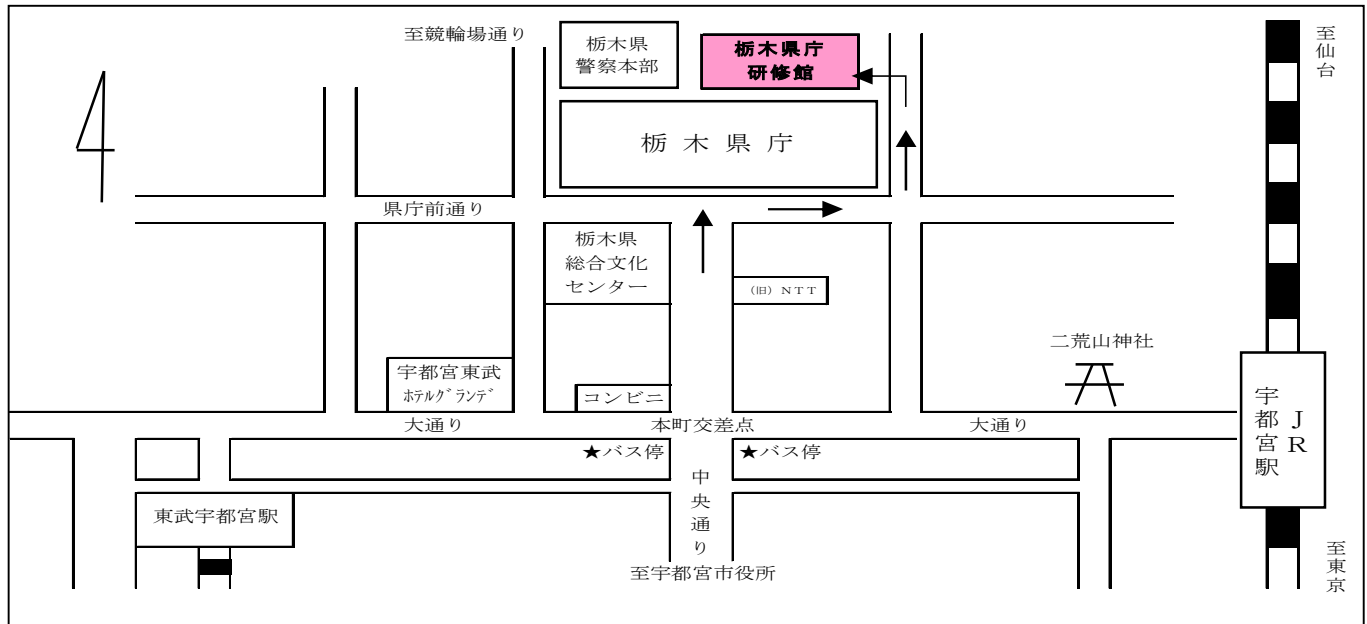 至競輪場通り
栃木県
警察本部
栃木県庁
研修館
至仙台
栃木県庁
県庁前通り
栃木県
総合文化
センター
(旧)NTT
二荒山神社
宇都宮東武
ホテルグランデ
コンビニ
JR
宇都宮駅
大通り
本町交差点
大通り
★バス停
★バス停
中央通り
東武宇都宮駅
至宇都宮市役所
至東京